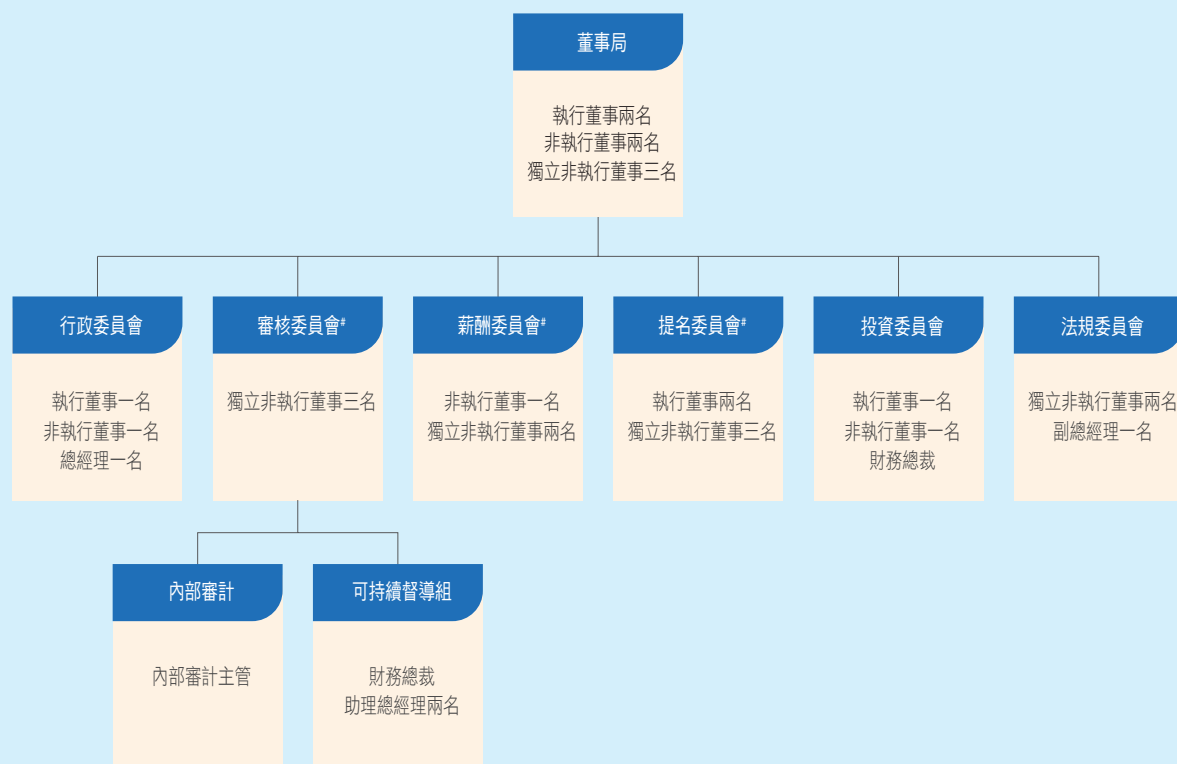 董事局
執行董事兩名
非執行董事兩名
獨立非執行董事三名
行政委員會
執行董事一名
非執行董事一名
總經理一名
審核委員會#
獨立非執行董事三名
薪酬委員會#
非執行董事一名
獨立非執行董事兩名
提名委員會#
執行董事兩名
獨立非執行董事三名
投資委員會
執行董事一名
非執行董事一名
財務總裁
法規委員會
獨立非執行董事兩名
副總經理一名
內部審計
內部審計主管
可持續督導組
財務總裁
助理總經理兩名